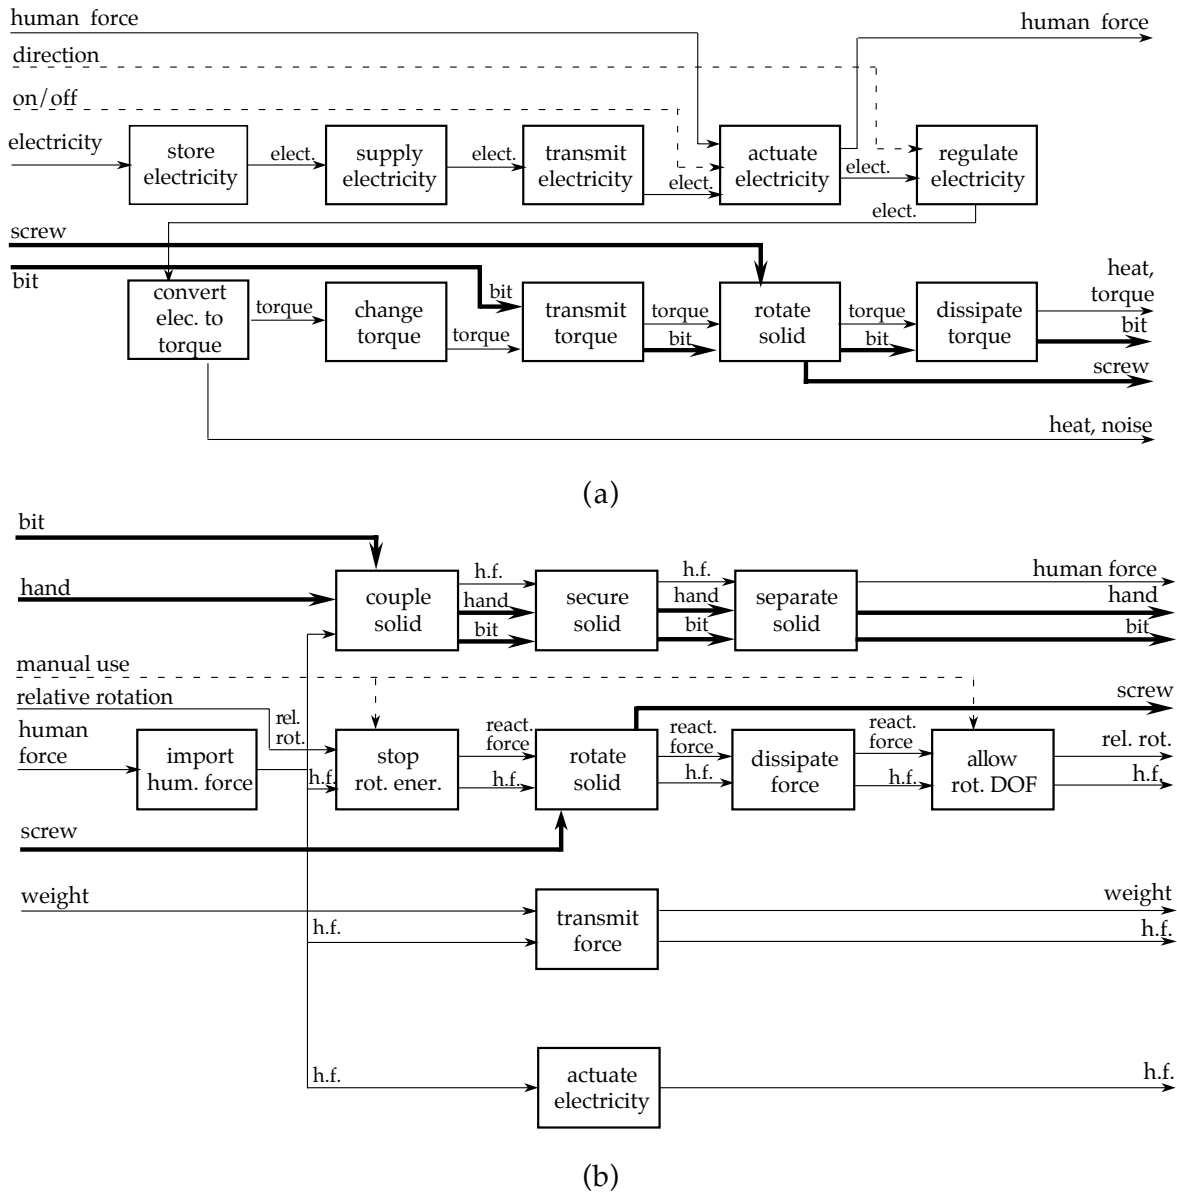 human force
human force
direction
on/off
electricity
store
electricity
elect.
supply
electricity
elect.
transmit
electricity
elect.
actuate
electricity
elect.
regulate
electricity
elect.
screw
bit
convert
elec. to
torque
torque
change
torque
torque
bit
transmit
torque
torque
bit
rotate
solid
torque
bit
dissipate
torque
heat,
torque
bit
screw
heat, noise
(a)
bit
hand
couple
solid
h.f.
hand
bit
secure
solid
h.f.
hand
bit
separate
solid
human force
hand
bit
manual use
relative rotation
human
force
import
hum. force
rel.
rot.
h.f.
stop
rot. ener.
react.
force
h.f.
rotate
solid
screw
react.
force
h.f.
dissipate
force
react.
force
h.f.
allow
rot. DOF
rel. rot.
h.f.
screw
weight
h.f.
transmit
force
weight
h.f.
h.f.
actuate
electricity
h.f.
(b)